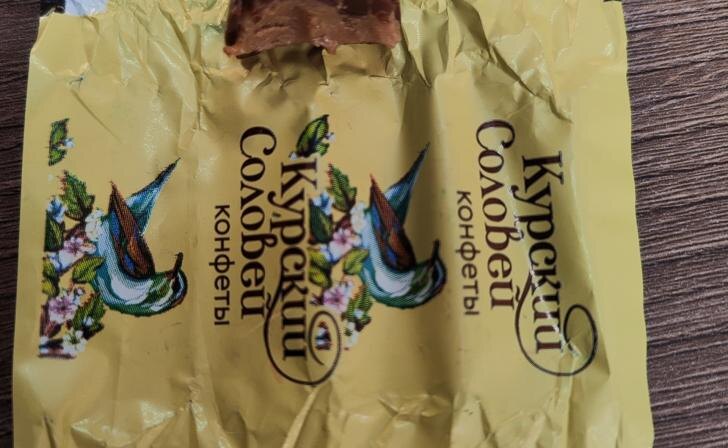 Курский
Соловей
конфеты
Курский
Соловей
конфеты